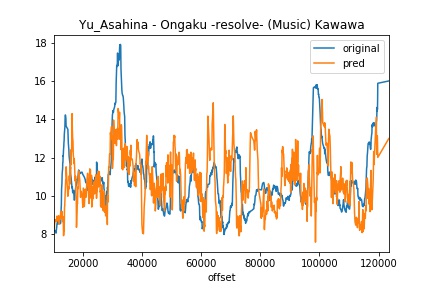 Yu_Asahina - Ongaku -resolve- (Music) Kawawa
original
pred
18
16
14
12
10
8
20000 40000 60000 80000 100000 120000
offset